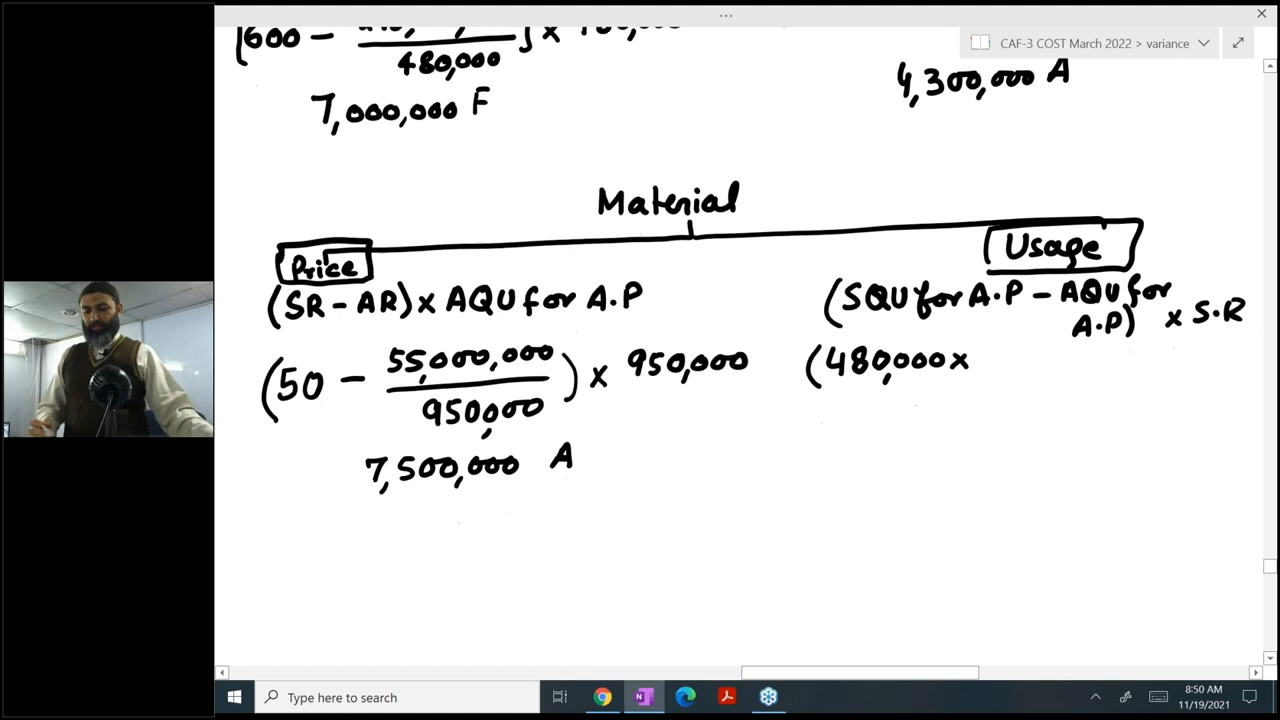 (600 - / 480,000 ) x
CAF-3 COST March 2022 > variance
7,000,000 F
4,300,000 A
Material
Price
Usage
(SR - AR) x AQU for A.P
(SQU for A.P - AQU for A.P) x S.R
(50 - 55,000,000 / 950,000 ) x 950,000
(480,000 x
7,500,000 A
Type here to search
8:50 AM
11/19/2021